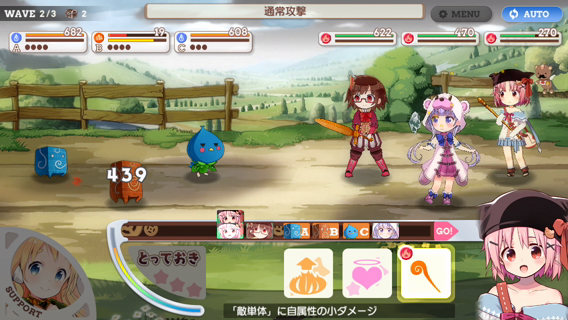 WAVE 2/3 2
通常攻撃
MENU
AUTO
682
A
19
B
608
C
622
470
270
439
A B C GO!
とっておき
SUPPORT
「敵単体」に自属性の小ダメージ